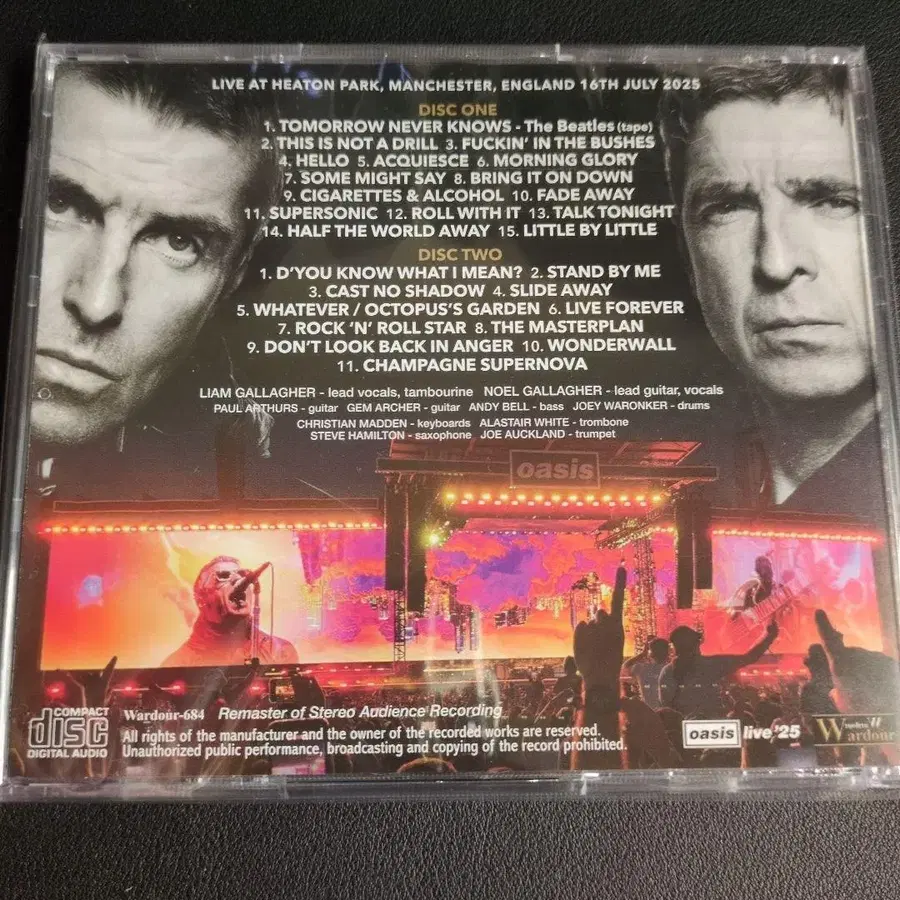 LIVE AT HEATON PARK, MANCHESTER, ENGLAND 16TH JULY 2025
DISC ONE
1. TOMORROW NEVER KNOWS - The Beatles (tape)
2. THIS IS NOT A DRILL 3. FUCKIN' IN THE BUSHES
4. HELLO 5. ACQUIESCE 6. MORNING GLORY
7. SOME MIGHT SAY 8. BRING IT ON DOWN
9. CIGARETTES & ALCOHOL 10. FADE AWAY
11. SUPERSONIC 12. ROLL WITH IT 13. TALK TONIGHT
14. HALF THE WORLD AWAY 15. LITTLE BY LITTLE
DISC TWO
1. D'YOU KNOW WHAT I MEAN? 2. STAND BY ME
3. CAST NO SHADOW 4. SLIDE AWAY
5. WHATEVER / OCTOPUS'S GARDEN 6. LIVE FOREVER
7. ROCK 'N' ROLL STAR 8. THE MASTERPLAN
9. DON'T LOOK BACK IN ANGER 10. WONDERWALL
11. CHAMPAGNE SUPERNOVA
LIAM GALLAGHER - lead vocals, tambourine NOEL GALLAGHER - lead guitar, vocals
PAUL ARTHURS - guitar GEM ARCHER - guitar ANDY BELL - bass JOEY WARONKER - drums
CHRISTIAN MADDEN - keyboards ALASTAIR WHITE - trombone
STEVE HAMILTON - saxophone JOE AUCKLAND - trumpet
oasis
COMPACT
disc
DIGITAL AUDIO
Wardour-684 Remaster of Stereo Audience Recording
All rights of the manufacturer and the owner of the recorded works are reserved.
Unauthorized public performance, broadcasting and copying of the record prohibited.
oasis live '25
Wardour